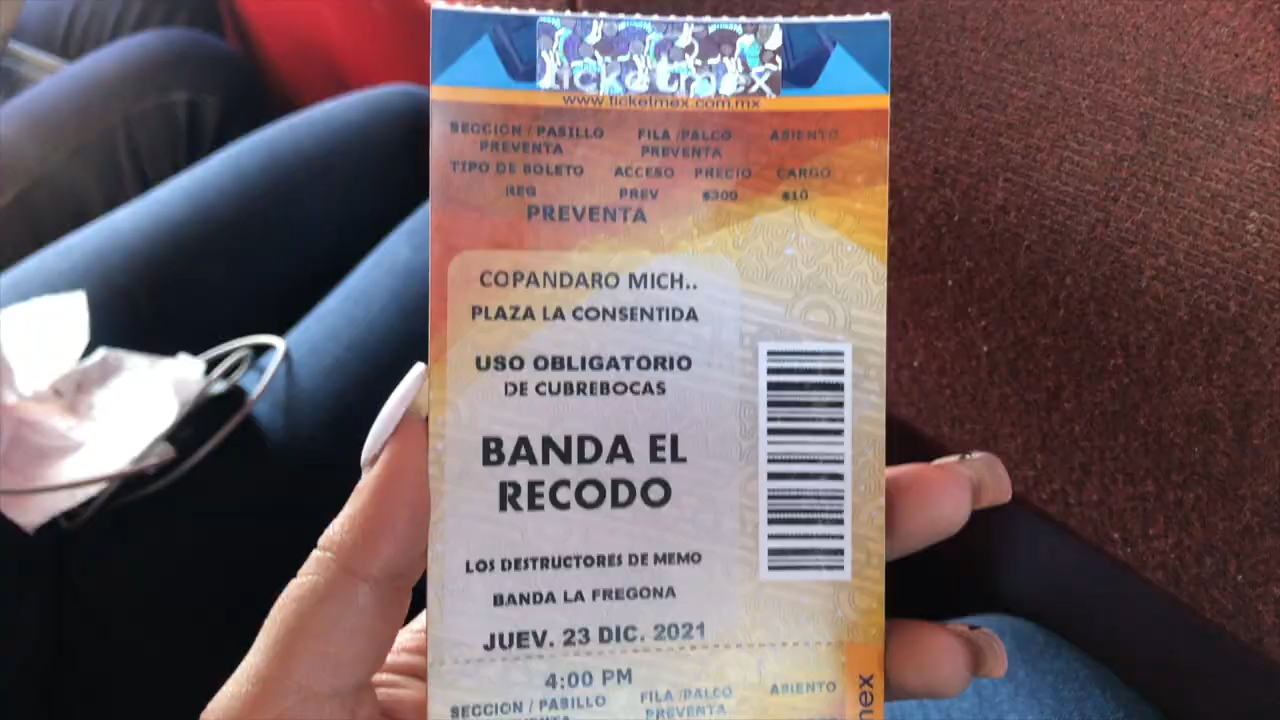 ticketmex
www.ticketmex.com.mx
SECCION / PASILLO FILA /PALCO ASIENTO
PREVENTA PREVENTA
TIPO DE BOLETO ACCESO PRECIO CARGO
REG PREV $300 $10
PREVENTA
COPANDARO MICH..
PLAZA LA CONSENTIDA
USO OBLIGATORIO
DE CUBREBOCAS
BANDA EL
RECODO
LOS DESTRUCTORES DE MEMO
BANDA LA FREGONA
JUEV. 23 DIC. 2021
4:00 PM
SECCION / PASILLO FILA /PALCO ASIENTO
PREVENTA PREVENTA
mex